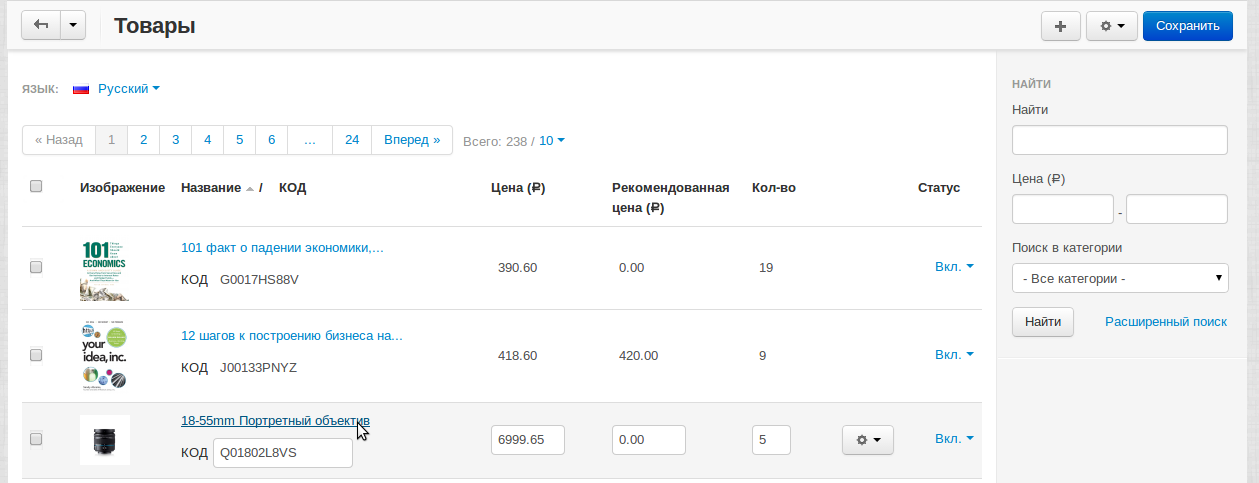 Товары
Сохранить
ЯЗЫК: Русский
« Назад 1 2 3 4 5 6 ... 24 Вперед » Всего: 238 / 10
Изображение Название / КОД Цена (₽) Рекомендованная цена (₽) Кол-во Статус
101 факт о падении экономики,...
101 ECONOMICS
КОД G0017HS88V 390.60 0.00 19 Вкл.
12 шагов к построению бизнеса на...
your idea, inc.
КОД J00133PNYZ 418.60 420.00 9 Вкл.
18-55mm Портретный объектив
КОД Q01802L8VS 6999.65 0.00 5 Вкл.
НАЙТИ
Найти
Цена (₽)
-
Поиск в категории
- Все категории -
Найти Расширенный поиск